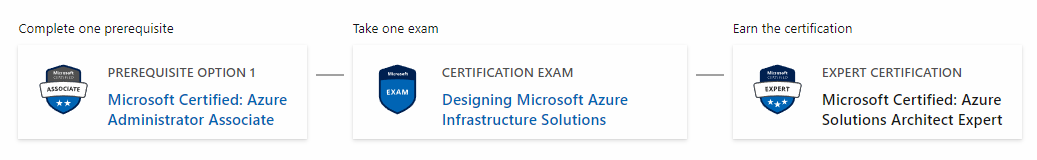 Complete one prerequisite
Take one exam
Earn the certification
Microsoft
CERTIFIED
ASSOCIATE
PREREQUISITE OPTION 1
Microsoft Certified: Azure
Administrator Associate
Microsoft
EXAM
CERTIFICATION EXAM
Designing Microsoft Azure
Infrastructure Solutions
Microsoft
CERTIFIED
EXPERT
EXPERT CERTIFICATION
Microsoft Certified: Azure
Solutions Architect Expert